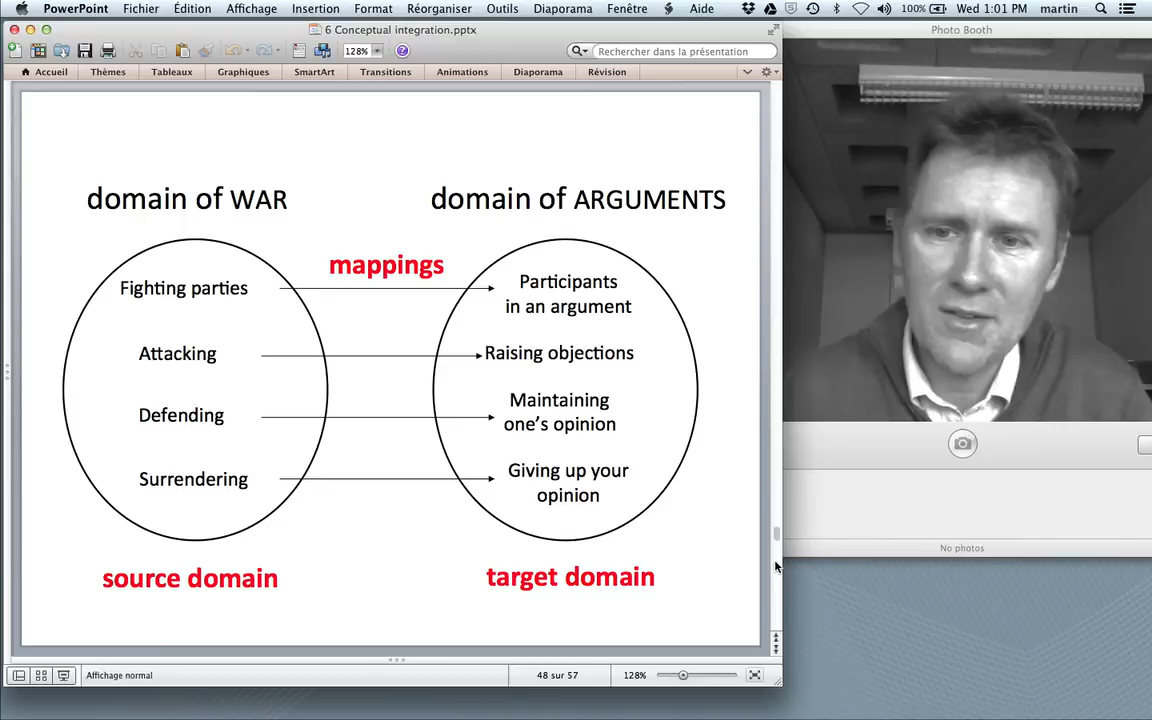 PowerPoint Fichier Édition Affichage Insertion Format Réorganiser Outils Diaporama Fenêtre Aide 100% Wed 1:01 PM martin
6 Conceptual integration.pptx
128% Rechercher dans la présentation
Accueil Thèmes Tableaux Graphiques SmartArt Transitions Animations Diaporama Révision
Photo Booth
domain of WAR domain of ARGUMENTS
mappings
Fighting parties
Participants
in an argument
Attacking
Raising objections
Defending
Maintaining
one's opinion
Surrendering
Giving up your
opinion
source domain
target domain
No photos
Affichage normal 48 sur 57 128%